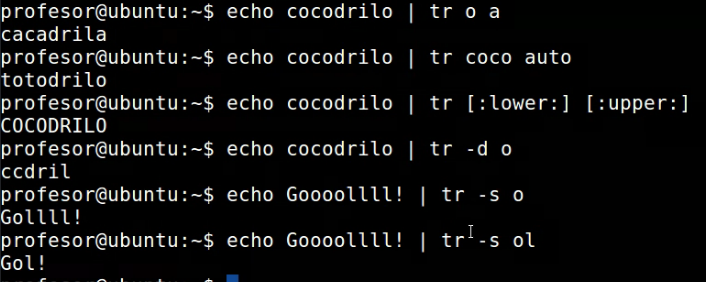 profesor@ubuntu:~$ echo cocodrilo | tr o a
cacadrila
profesor@ubuntu:~$ echo cocodrilo | tr coco auto
totodrilo
profesor@ubuntu:~$ echo cocodrilo | tr [:lower:] [:upper:]
COCODRILO
profesor@ubuntu:~$ echo cocodrilo | tr -d o
ccdril
profesor@ubuntu:~$ echo Goooollll! | tr -s o
Gollll!
profesor@ubuntu:~$ echo Goooollll! | tr -s ol
Gol!
profesor@ubuntu:~$